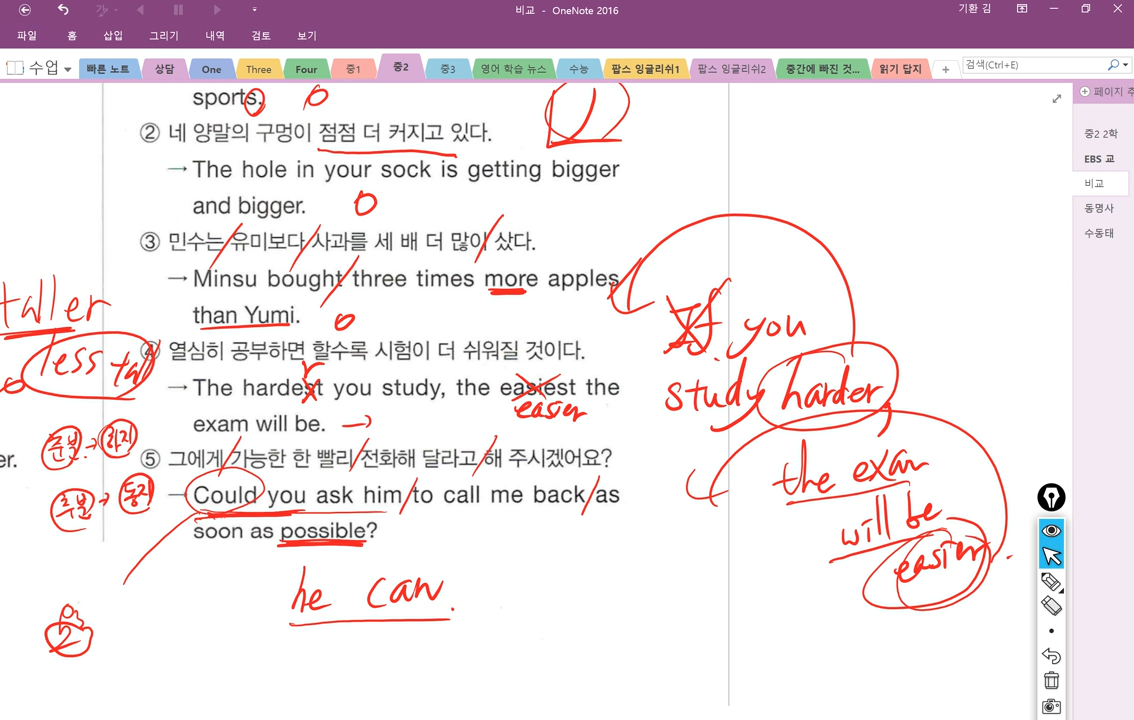 비교 - OneNote 2016
기환 김
파일 홈 삽입 그리기 내역 검토 보기
수업 빠른 노트 상담 One Three Four 중1 중2 중3 영어 학습 뉴스 수능 팝스 잉글리쉬1 팝스 잉글리쉬2 중간에 빠진 것... 읽기 답지
검색(Ctrl+E)
페이지 추
중2 2학
EBS 교
비교
동명사
수동태
sports.
② 네 양말의 구멍이 점점 더 커지고 있다.
→ The hole in your sock is getting bigger
and bigger.
③ 민수는 유미보다 사과를 세 배 더 많이 샀다.
→ Minsu bought three times more apples
than Yumi.
④ 열심히 공부하면 할수록 시험이 더 쉬워질 것이다.
→ The hardest you study, the easiest the
r
easier
exam will be.
⑤ 그에게 가능한 한 빨리 전화해 달라고 해 주시겠어요?
→ Could you ask him to call me back as
soon as possible?
he can.
taller
less tall
er.
준부 → 하지
루부 → 동지
2
If you
study harder,
the exam
will be
easier.